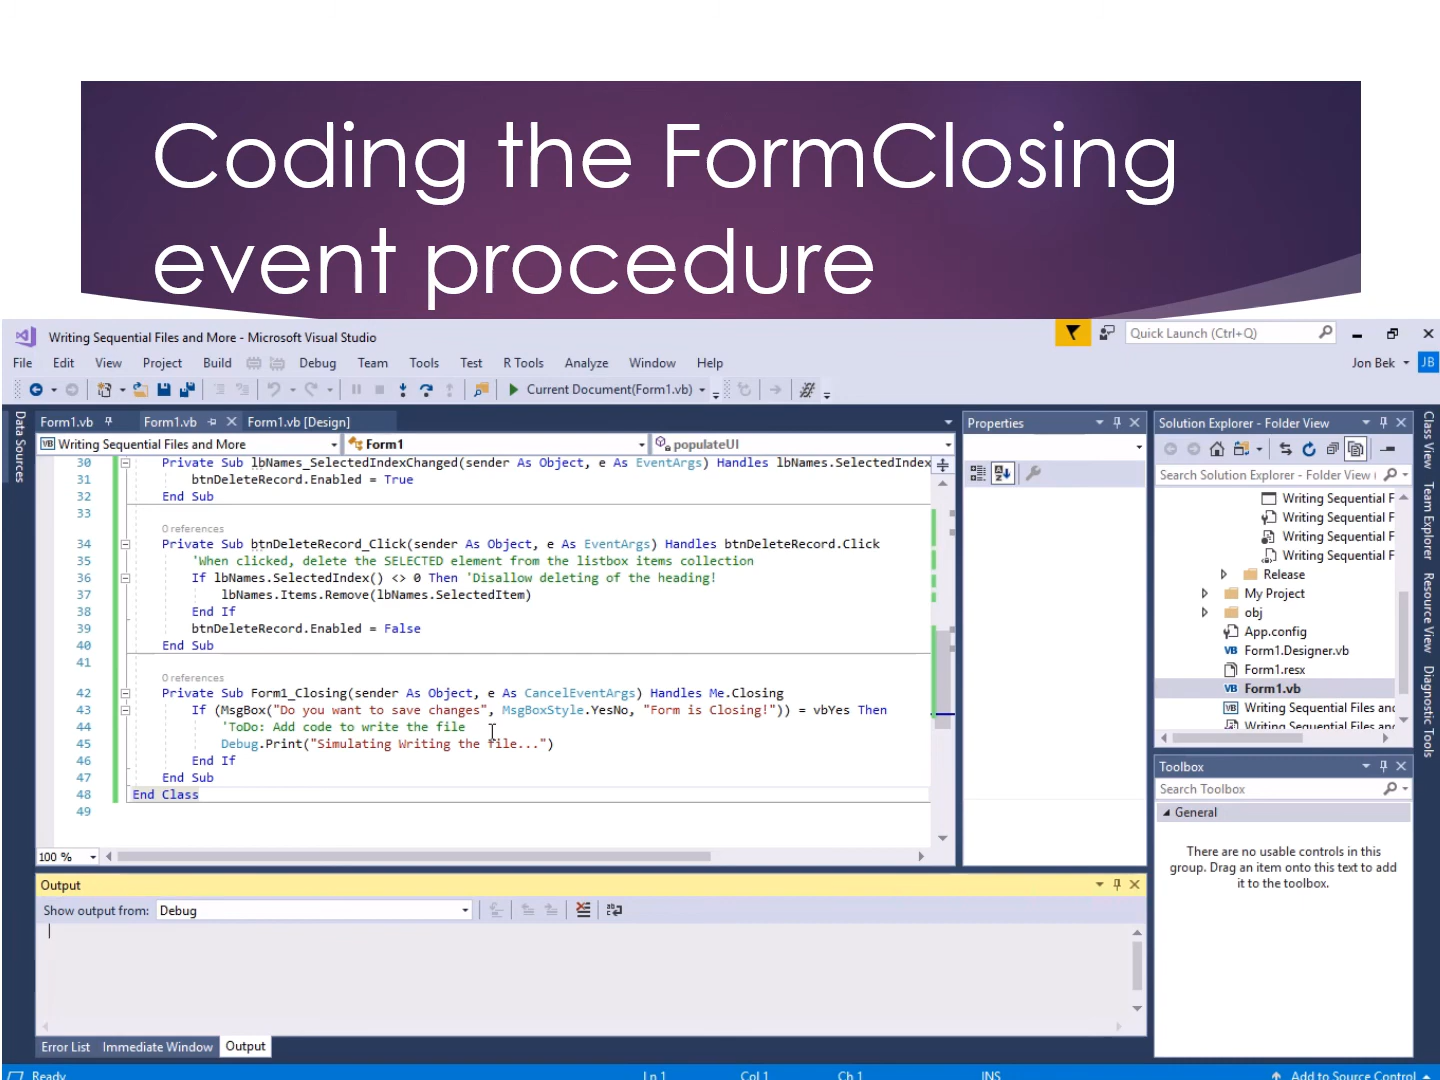 Coding the FormClosing
event procedure
Writing Sequential Files and More - Microsoft Visual Studio
Quick Launch (Ctrl+Q)
File Edit View Project Build Debug Team Tools Test R Tools Analyze Window Help
Jon Bek JB
Current Document(Form1.vb)
Form1.vb Form1.vb Form1.vb [Design]
Writing Sequential Files and More Form1 populateUI
30 Private Sub lbNames_SelectedIndexChanged(sender As Object, e As EventArgs) Handles lbNames.SelectedIndex
31 btnDeleteRecord.Enabled = True
32 End Sub
33
0 references
34 Private Sub btnDeleteRecord_Click(sender As Object, e As EventArgs) Handles btnDeleteRecord.Click
35 'When clicked, delete the SELECTED element from the listbox items collection
36 If lbNames.SelectedIndex() <> 0 Then 'Disallow deleting of the heading!
37 lbNames.Items.Remove(lbNames.SelectedItem)
38 End If
39 btnDeleteRecord.Enabled = False
40 End Sub
41
0 references
42 Private Sub Form1_Closing(sender As Object, e As CancelEventArgs) Handles Me.Closing
43 If (MsgBox("Do you want to save changes", MsgBoxStyle.YesNo, "Form is Closing!")) = vbYes Then
44 'ToDo: Add code to write the file
45 Debug.Print("Simulating Writing the file...")
46 End If
47 End Sub
48 End Class
49
100 %
Output
Show output from: Debug
Error List Immediate Window Output
Data Sources
Properties
Solution Explorer - Folder View
Search Solution Explorer - Folder View (
Writing Sequential F
Writing Sequential F
Writing Sequential F
Writing Sequential F
Release
My Project
obj
App.config
Form1.Designer.vb
Form1.resx
Form1.vb
Writing Sequential Files and
Writing Sequential Files and
Toolbox
Search Toolbox
General
There are no usable controls in this
group. Drag an item onto this text to add
it to the toolbox.
Class View
Team Explorer
Resource View
Diagnostic Tools
Ready Ln 1 Col 1 Ch 1 INS Add to Source Control